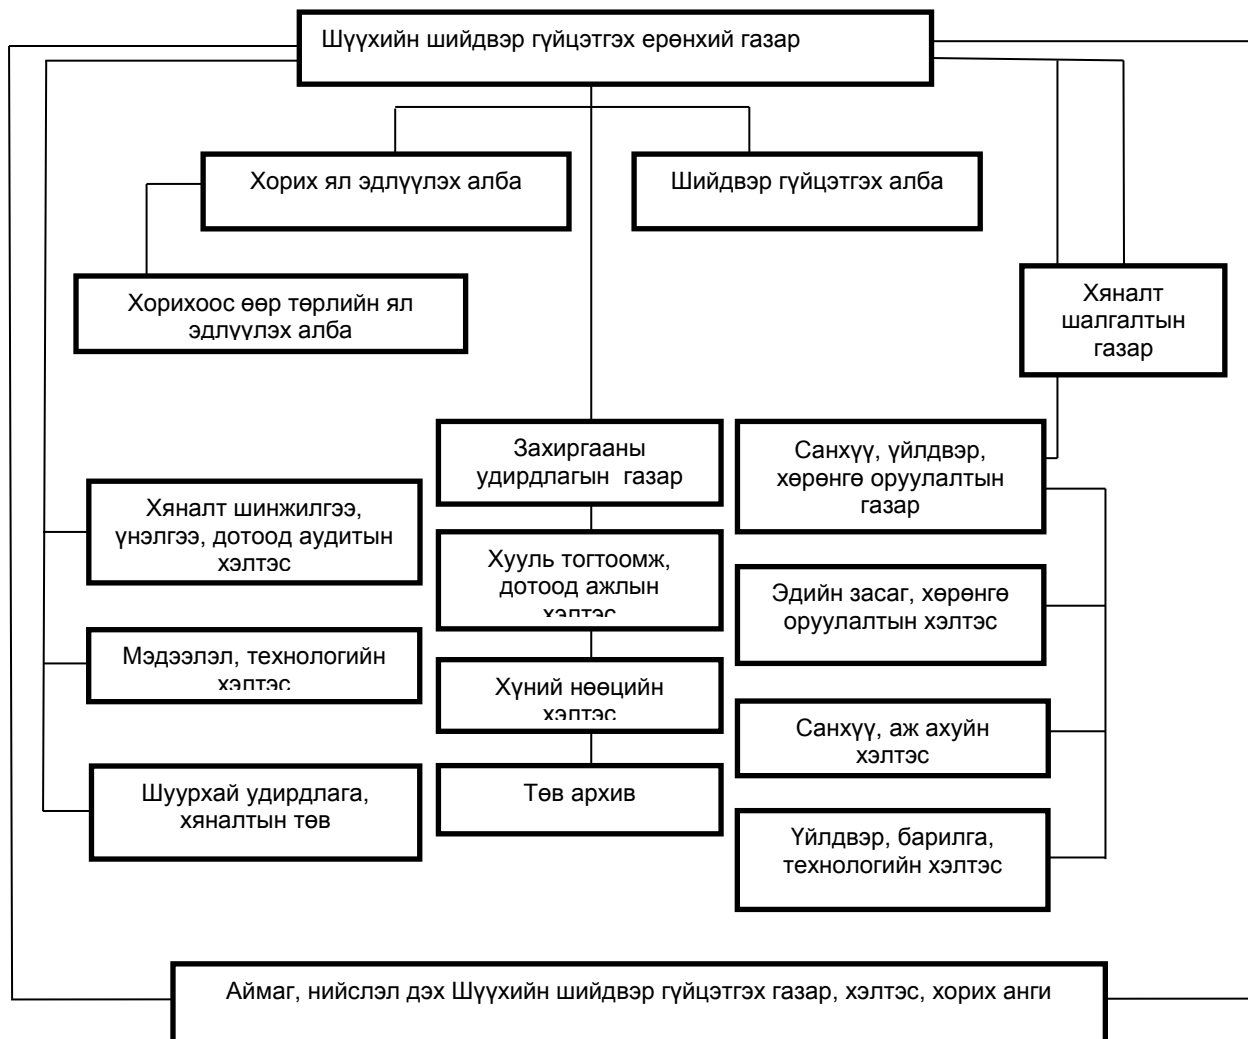 Шүүхийн шийдвэр гүйцэтгэх ерөнхий газар
Хорих ял эдлүүлэх алба
Шийдвэр гүйцэтгэх алба
Хорихоос өөр төрлийн ял
эдлүүлэх алба
Хяналт
шалгалтын
газар
Захиргааны
удирдлагын газар
Санхүү, үйлдвэр,
хөрөнгө оруулалтын
газар
Хяналт шинжилгээ,
үнэлгээ, дотоод аудитын
хэлтэс
Хууль тогтоомж,
дотоод ажлын
хэлтэс
Эдийн засаг, хөрөнгө
оруулалтын хэлтэс
Мэдээлэл, технологийн
хэлтэс
Хүний нөөцийн
хэлтэс
Санхүү, аж ахуйн
хэлтэс
Шуурхай удирдлага,
хяналтын төв
Төв архив
Үйлдвэр, барилга,
технологийн хэлтэс
Аймаг, нийслэл дэх Шүүхийн шийдвэр гүйцэтгэх газар, хэлтэс, хорих анги